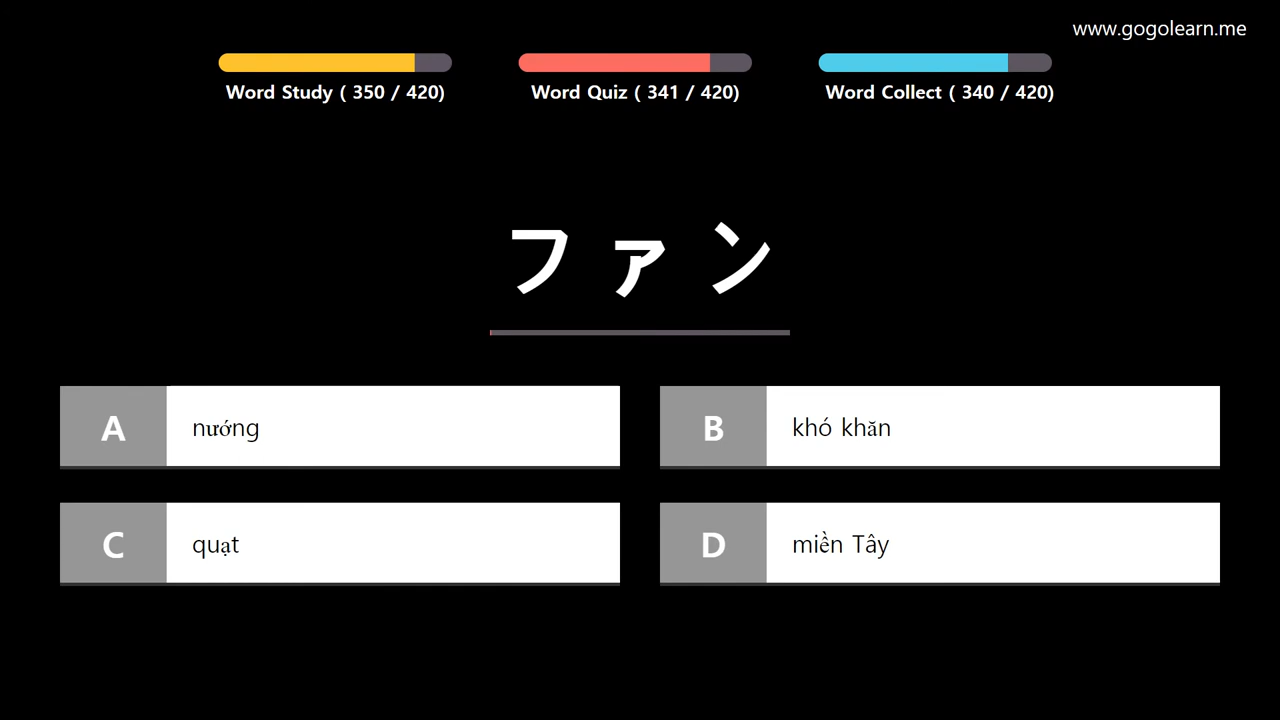 www.gogolearn.me
Word Study ( 350 / 420)
Word Quiz ( 341 / 420)
Word Collect ( 340 / 420)
ファン
A nướng
B khó khăn
C quạt
D miền Tây